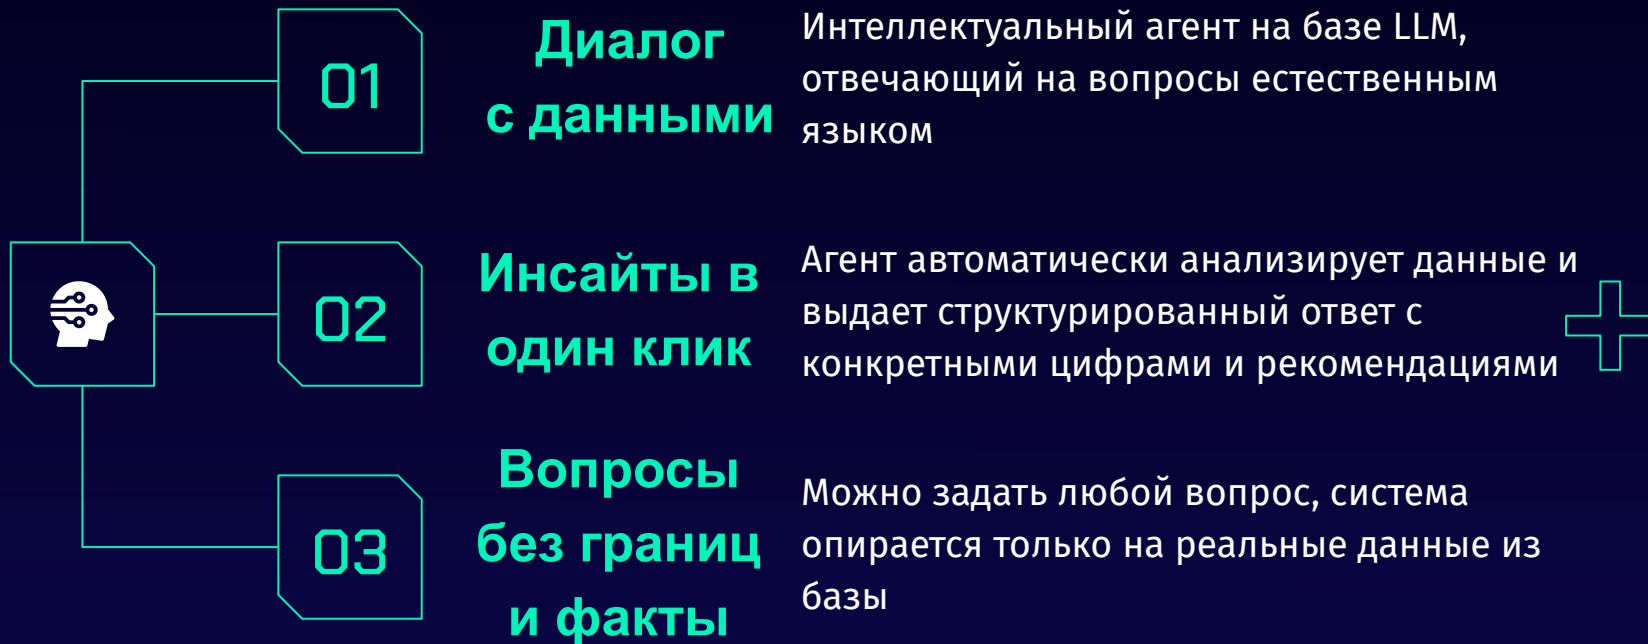 01
Диалог
с данными
Интеллектуальный агент на базе LLM,
отвечающий на вопросы естественным
языком
02
Инсайты в
один клик
Агент автоматически анализирует данные и
выдает структурированный ответ с
конкретными цифрами и рекомендациями
03
Вопросы
без границ
и факты
Можно задать любой вопрос, система
опирается только на реальные данные из
базы